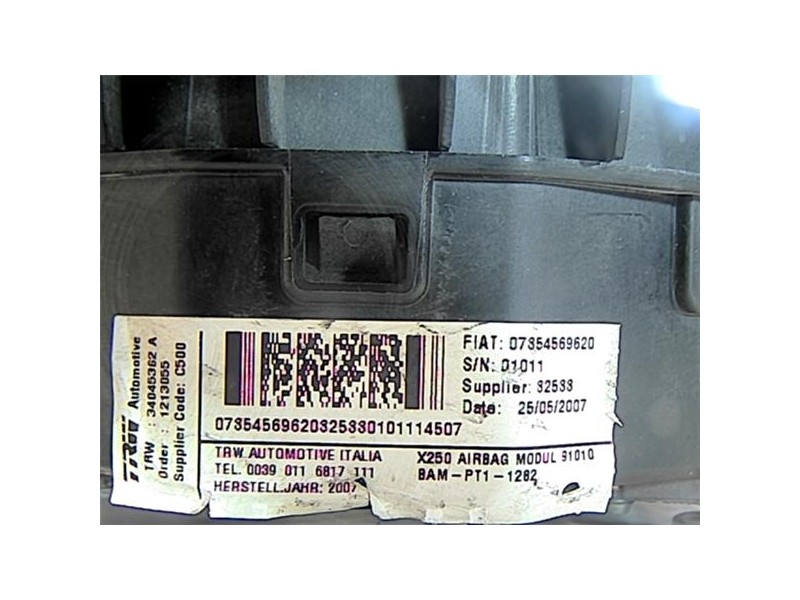 TRW Automotive
TRW : 34045362 A
Order : 1213055
Supplier Code: C500
FIAT: 07354569620
S/N: 01011
Supplier: 32533
Date: 25/05/2007
07354569620325330101114507
TRW AUTOMOTIVE ITALIA
TEL. 0039 011 6817 111
HERSTELL.JAHR: 2007
X250 AIRBAG MODUL 91010
BAM-PT1-1282